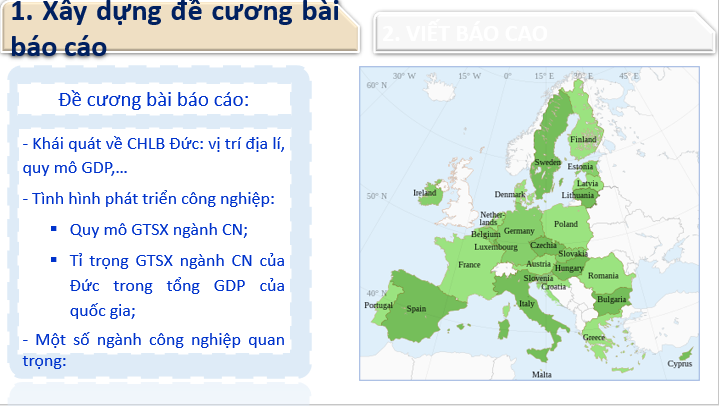 1. Xây dựng đề cương bài
báo cáo
2. VIẾT BÁO CÁO
Đề cương bài báo cáo:
- Khái quát về CHLB Đức: vị trí địa lí,
quy mô GDP,...
- Tình hình phát triển công nghiệp:
▪ Quy mô GTSX ngành CN;
▪ Tỉ trọng GTSX ngành CN của
Đức trong tổng GDP của
quốc gia;
- Một số ngành công nghiệp quan
trọng:
30° W
15° W
0°
15° E
30° E
45° E
60° N
50° N
40° N
Finland
Sweden
Estonia
Latvia
Lithuania
Ireland
Denmark
Nether-
lands
Poland
Belgium
Germany
Luxembourg
Czechia
Slovakia
France
Austria
Hungary
Slovenia
Croatia
Romania
Portugal
Spain
Italy
Bulgaria
Greece
Malta
Cyprus